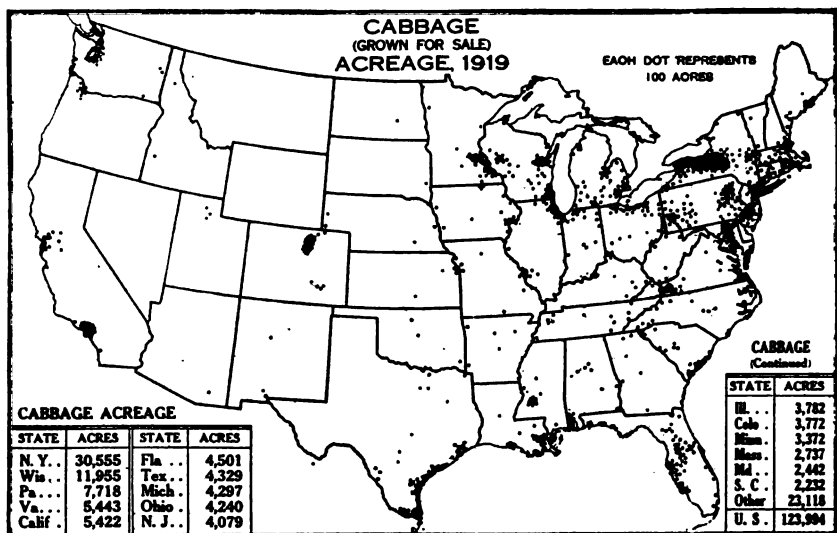 CABBAGE
(GROWN FOR SALE)
ACREAGE, 1919
EACH DOT REPRESENTS
100 ACRES
CABBAGE ACREAGE
STATE ACRES STATE ACRES
N. Y. . 30,555 Fla . . 4,501
Wis . . 11,955 Tex . . 4,329
Pa . . . 7,718 Mich . 4,297
Va . . . 5,443 Ohio . 4,240
Calif . 5,422 N. J. . 4,079
CABBAGE
(Continued)
STATE ACRES
Ill. . . 3,782
Colo . 3,772
Minn . 3,372
Mass . 2,737
Md . . 2,442
S. C . 2,232
Other 23,118
U. S . 123,994